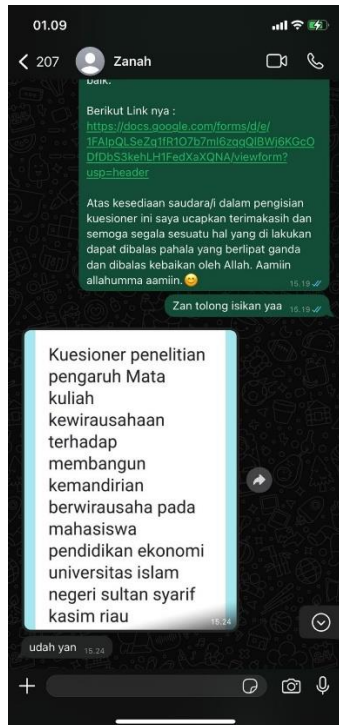 01.09
207 Zanah
baik.
Berikut Link nya :
https://docs.google.com/forms/d/e/
1FAIpQLSeZq1fR1O7b7ml6zqqQIBWj6KGcO
DfDbS3kehLH1FedXaXQNA/viewform?
usp=header
Atas kesediaan saudara/i dalam pengisian
kuesioner ini saya ucapkan terimakasih dan
semoga segala sesuatu hal yang di lakukan
dapat dibalas pahala yang berlipat ganda
dan dibalas kebaikan oleh Allah. Aamiin
allahumma aamiin.😊 15.19
Zan tolong isikan yaa 15.19
Kuesioner penelitian
pengaruh Mata
kuliah
kewirausahaan
terhadap
membangun
kemandirian
berwirausaha pada
mahasiswa
pendidikan ekonomi
universitas islam
negeri sultan syarif
kasim riau
15.24
udah yan 15.24